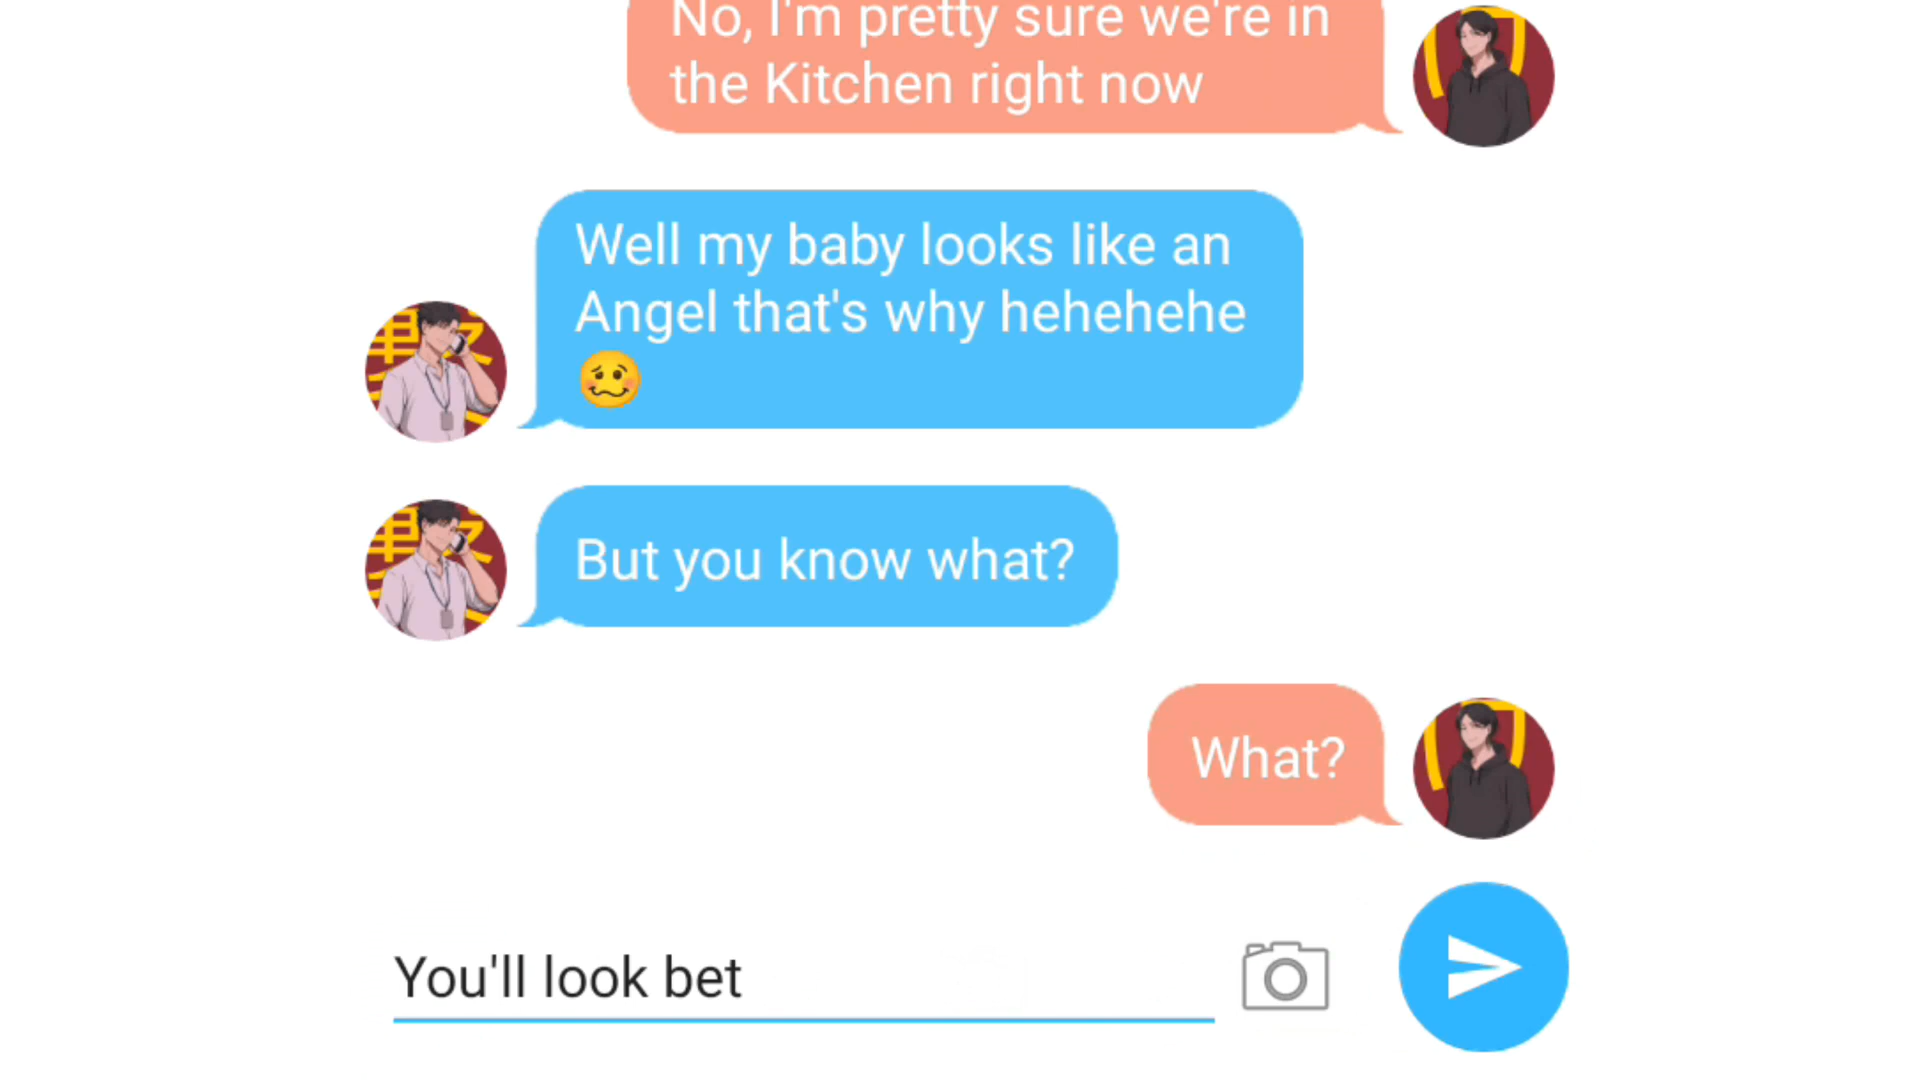 No, I'm pretty sure we're in
the Kitchen right now
Well my baby looks like an
Angel that's why hehehehe
🥴
But you know what?
What?
You'll look bet